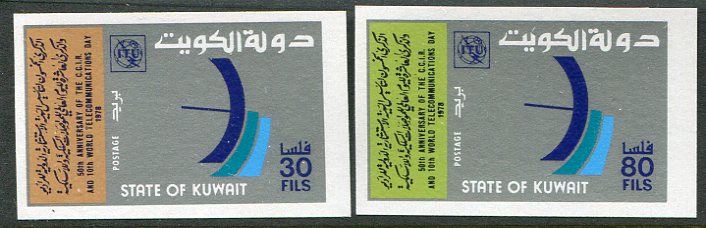 دولة الكويت
ITU
بريد
POSTAGE
50th ANNIVERSARY OF THE C.C.I.R.
AND 10th WORLD TELECOMMUNICATIONS DAY
1978
فلسا
30
FILS
STATE OF KUWAIT
دولة الكويت
ITU
بريد
POSTAGE
50th ANNIVERSARY OF THE C.C.I.R.
AND 10th WORLD TELECOMMUNICATIONS DAY
1978
فلسا
80
FILS
STATE OF KUWAIT